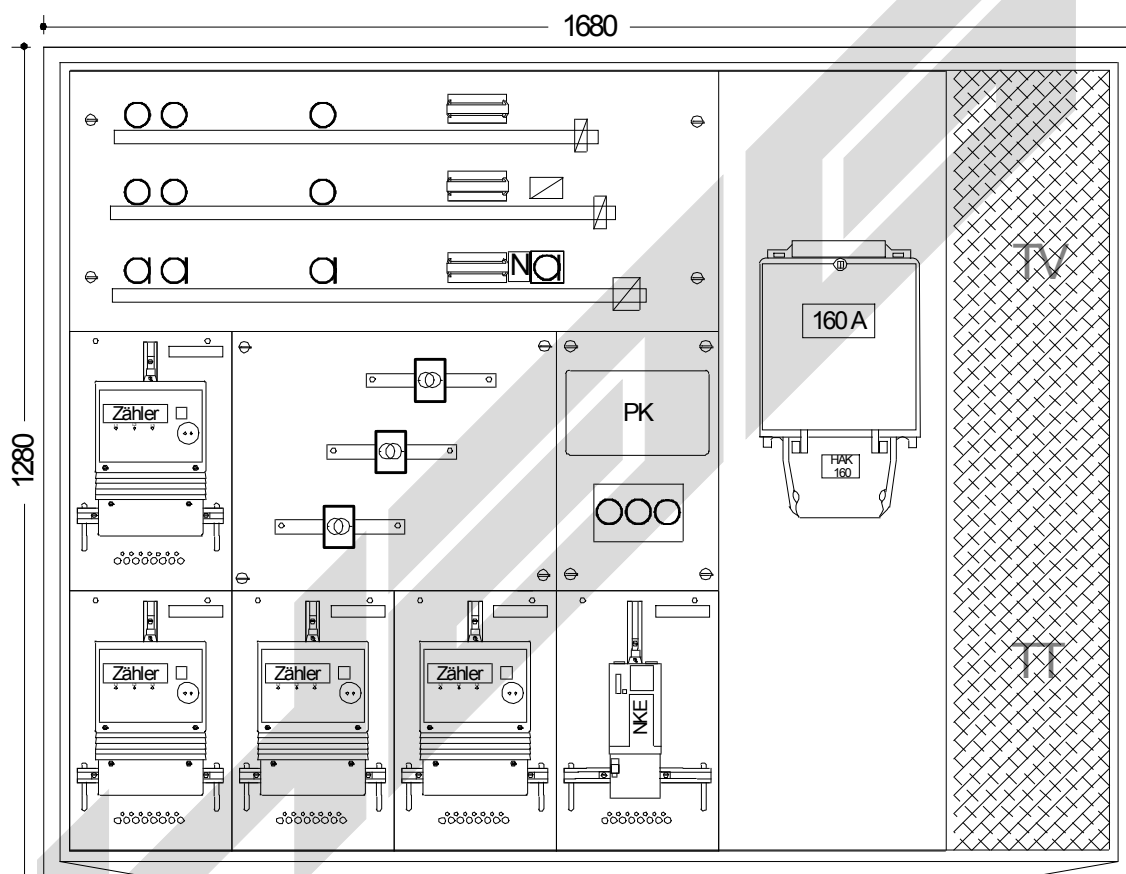 1680
1280
N
TV
160 A
Zähler
PK
HAK
160
Zähler
Zähler
Zähler
NKE
TT